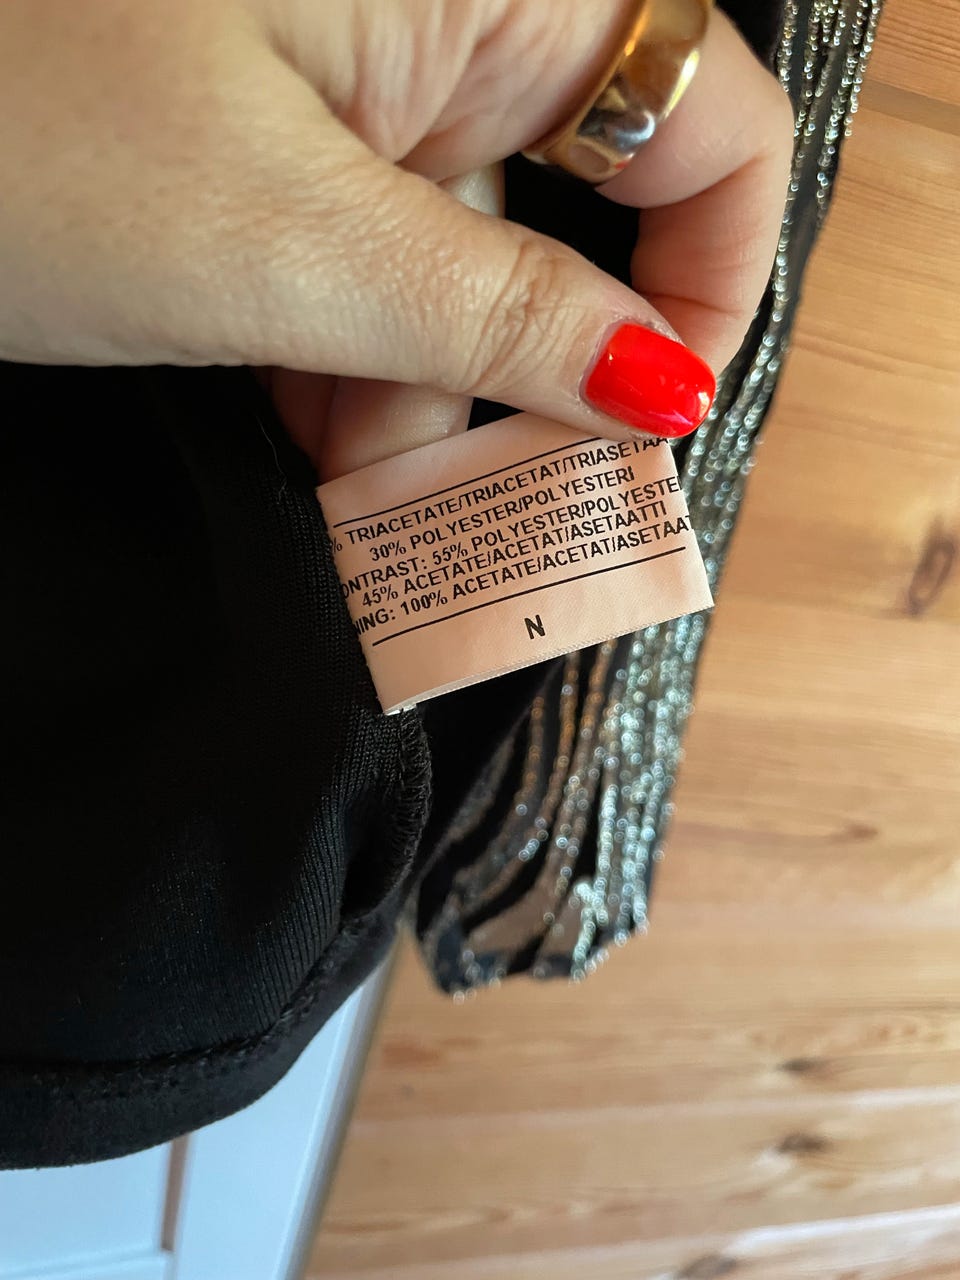 % TRIACETATE/TRIACETAT/TRIASETAA
30% POLYESTER/POLYESTERI
ONTRAST: 55% POLYESTER/POLYESTE
45% ACETATE/ACETAT/ASETAATTI
NING: 100% ACETATE/ACETAT/ASETAAT
N